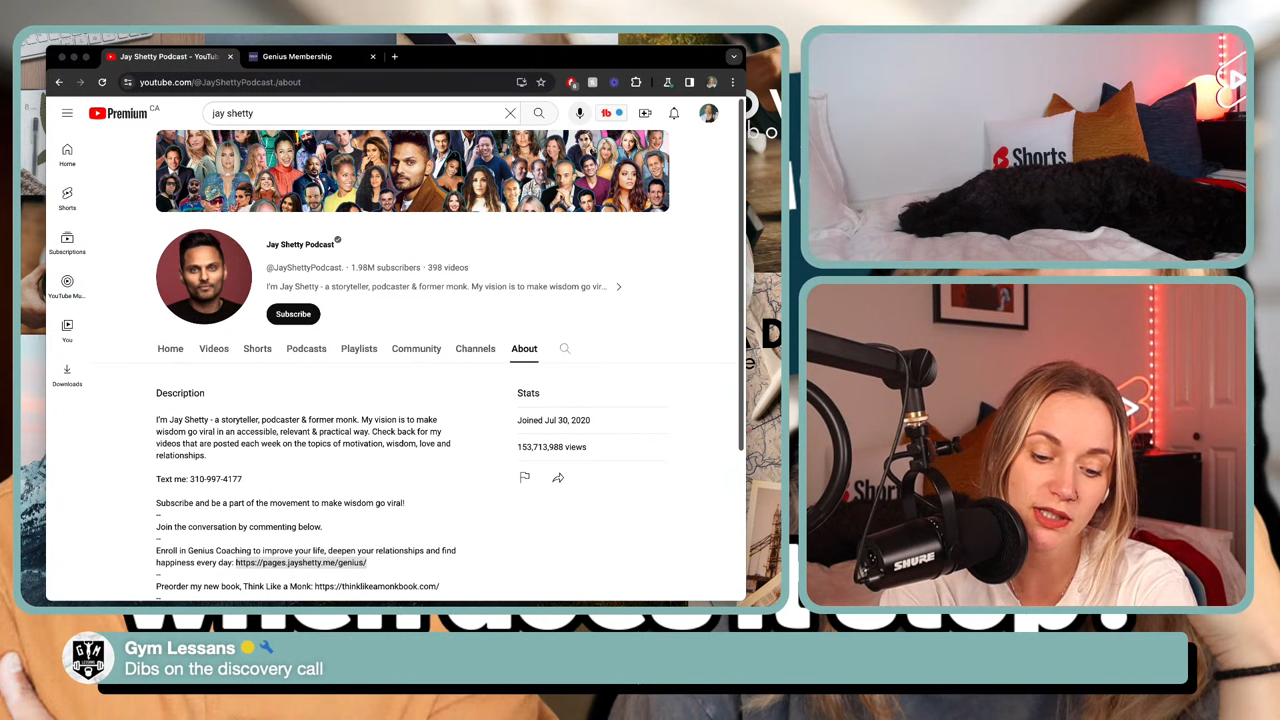 Jay Shetty Podcast - YouTub
Genius Membership
youtube.com/@JayShettyPodcast./about
Premium
CA
jay shetty
Home
Shorts
Subscriptions
YouTube Mu...
You
Downloads
Jay Shetty Podcast
@JayShettyPodcast. · 1.98M subscribers · 398 videos
I'm Jay Shetty - a storyteller, podcaster & former monk. My vision is to make wisdom go vir...
Subscribe
Home Videos Shorts Podcasts Playlists Community Channels About
Description
I'm Jay Shetty - a storyteller, podcaster & former monk. My vision is to make
wisdom go viral in an accessible, relevant & practical way. Check back for my
videos that are posted each week on the topics of motivation, wisdom, love and
relationships.
Text me: 310-997-4177
Subscribe and be a part of the movement to make wisdom go viral!
--
Join the conversation by commenting below.
--
Enroll in Genius Coaching to improve your life, deepen your relationships and find
happiness every day: https://pages.jayshetty.me/genius/
--
Preorder my new book, Think Like a Monk: https://thinklikeamonkbook.com/
--
Stats
Joined Jul 30, 2020
153,713,988 views
Shorts
SHURE
when does it stop?
Gym Lessans
Dibs on the discovery call